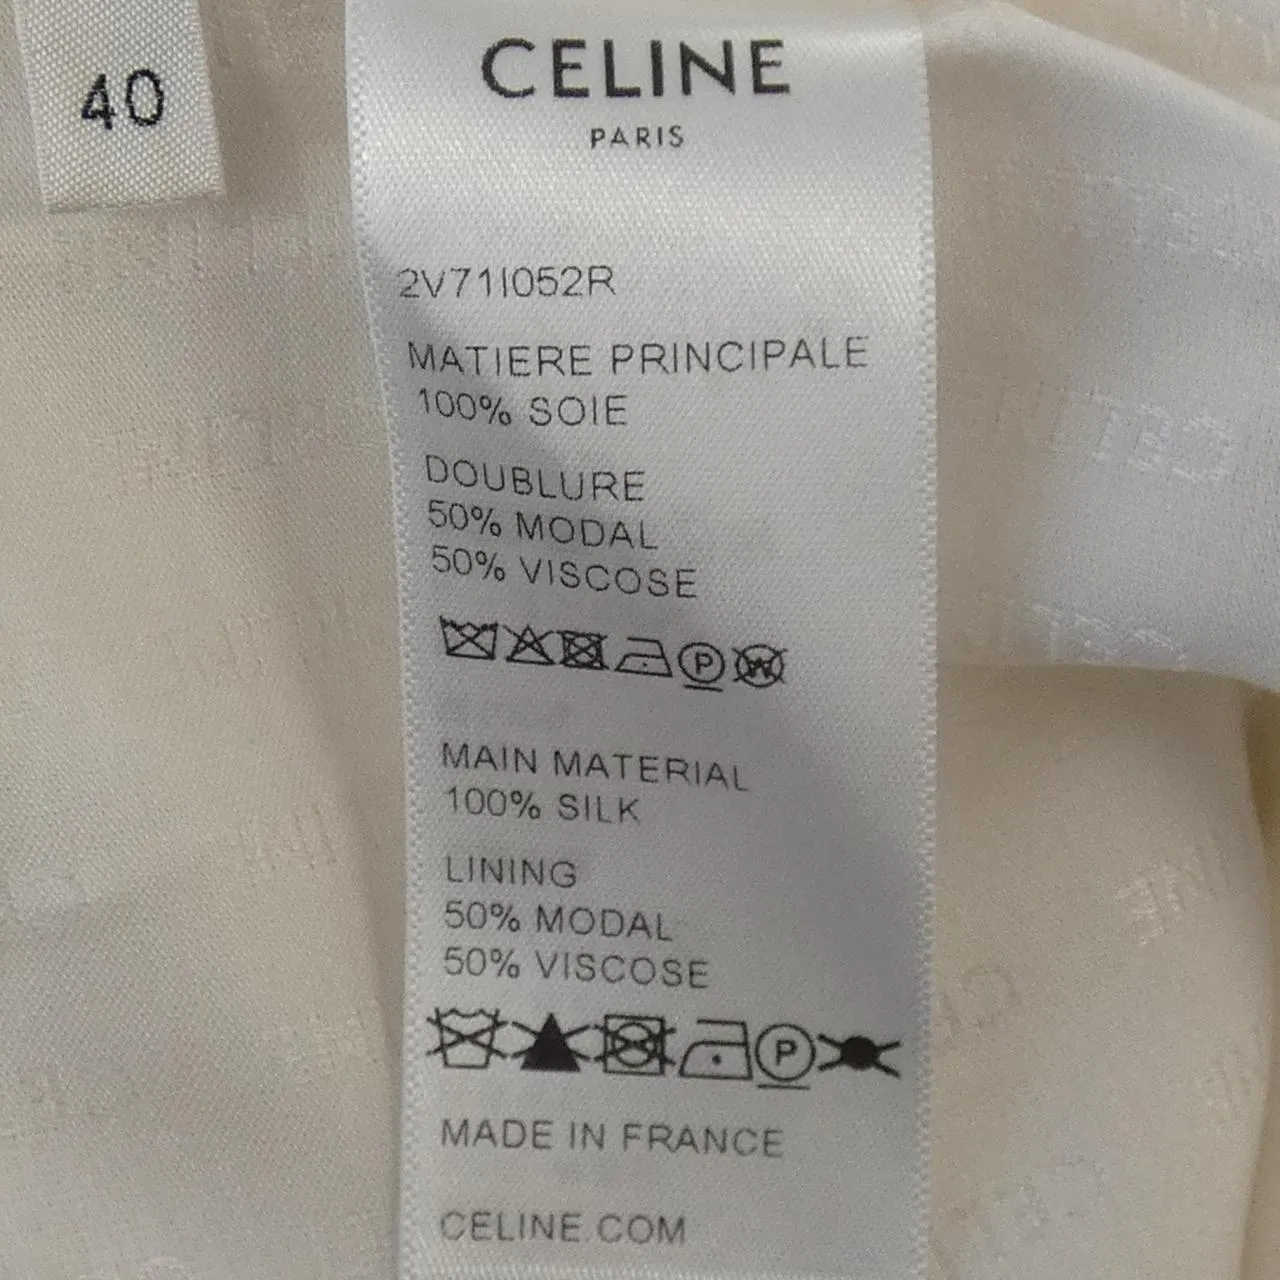 40
CELINE
PARIS
2V71I052R
MATIERE PRINCIPALE
100% SOIE
DOUBLURE
50% MODAL
50% VISCOSE
P W
MAIN MATERIAL
100% SILK
LINING
50% MODAL
50% VISCOSE
P
MADE IN FRANCE
CELINE.COM